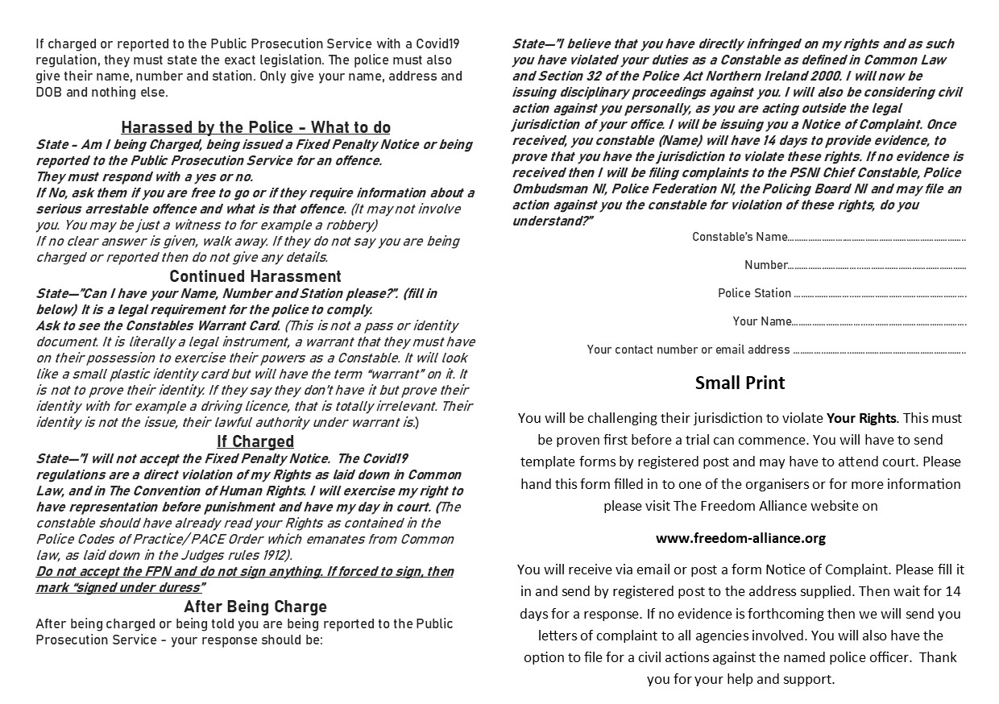 If charged or reported to the Public Prosecution Service with a Covid19
regulation, they must state the exact legislation. The police must also
give their name, number and station. Only give your name, address and
DOB and nothing else.
Harassed by the Police - What to do
State - Am I being Charged, being issued a Fixed Penalty Notice or being
reported to the Public Prosecution Service for an offence.
They must respond with a yes or no.
If No, ask them if you are free to go or if they require information about a
serious arrestable offence and what is that offence. (It may not involve
you. You may be just a witness to for example a robbery)
If no clear answer is given, walk away. If they do not say you are being
charged or reported then do not give any details.
Continued Harassment
State—"Can I have your Name, Number and Station please?". (fill in
below) It is a legal requirement for the police to comply.
Ask to see the Constables Warrant Card. (This is not a pass or identity
document. It is literally a legal instrument, a warrant that they must have
on their possession to exercise their powers as a Constable. It will look
like a small plastic identity card but will have the term “warrant” on it. It
is not to prove their identity. If they say they don't have it but prove their
identity with for example a driving licence, that is totally irrelevant. Their
identity is not the issue, their lawful authority under warrant is.)
If Charged
State—"I will not accept the Fixed Penalty Notice.  The Covid19
regulations are a direct violation of my Rights as laid down in Common
Law, and in The Convention of Human Rights. I will exercise my right to
have representation before punishment and have my day in court. (The
constable should have already read your Rights as contained in the
Police Codes of Practice/PACE Order which emanates from Common
law, as laid down in the Judges rules 1912).
Do not accept the FPN and do not sign anything. If forced to sign, then
mark “signed under duress”
After Being Charge
After being charged or being told you are being reported to the Public
Prosecution Service - your response should be:
State—"I believe that you have directly infringed on my rights and as such
you have violated your duties as a Constable as defined in Common Law
and Section 32 of the Police Act Northern Ireland 2000. I will now be
issuing disciplinary proceedings against you. I will also be considering civil
action against you personally, as you are acting outside the legal
jurisdiction of your office. I will be issuing you a Notice of Complaint. Once
received, you constable (Name) will have 14 days to provide evidence, to
prove that you have the jurisdiction to violate these rights. If no evidence is
received then I will be filing complaints to the PSNI Chief Constable, Police
Ombudsman NI, Police Federation NI, the Policing Board NI and may file an
action against you the constable for violation of these rights, do you
understand?"
Constable's Name……………………………………………………………
Number……………………………………………………………
Police Station …………………………………………………………
Your Name……………………………………………………………
Your contact number or email address …………………………………………………………
Small Print
You will be challenging their jurisdiction to violate Your Rights. This must
be proven first before a trial can commence. You will have to send
template forms by registered post and may have to attend court. Please
hand this form filled in to one of the organisers or for more information
please visit The Freedom Alliance website on
www.freedom-alliance.org
You will receive via email or post a form Notice of Complaint. Please fill it
in and send by registered post to the address supplied. Then wait for 14
days for a response. If no evidence is forthcoming then we will send you
letters of complaint to all agencies involved. You will also have the
option to file for a civil actions against the named police officer.  Thank
you for your help and support.